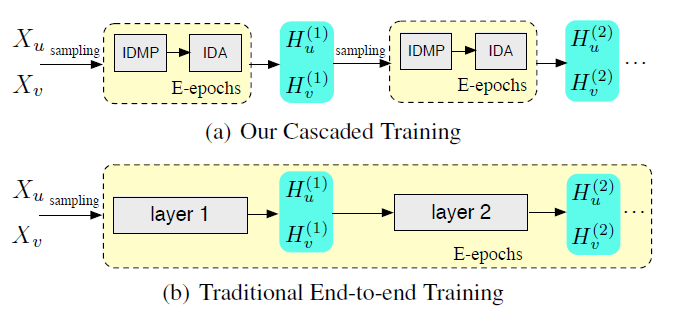 X_u sampling IDMP IDA H_u^(1) sampling IDMP IDA H_u^(2) ...
X_v E-epochs H_v^(1) E-epochs H_v^(2)
(a) Our Cascaded Training
X_u sampling layer 1 H_u^(1) layer 2 H_u^(2) ...
X_v H_v^(1) H_v^(2)
E-epochs
(b) Traditional End-to-end Training